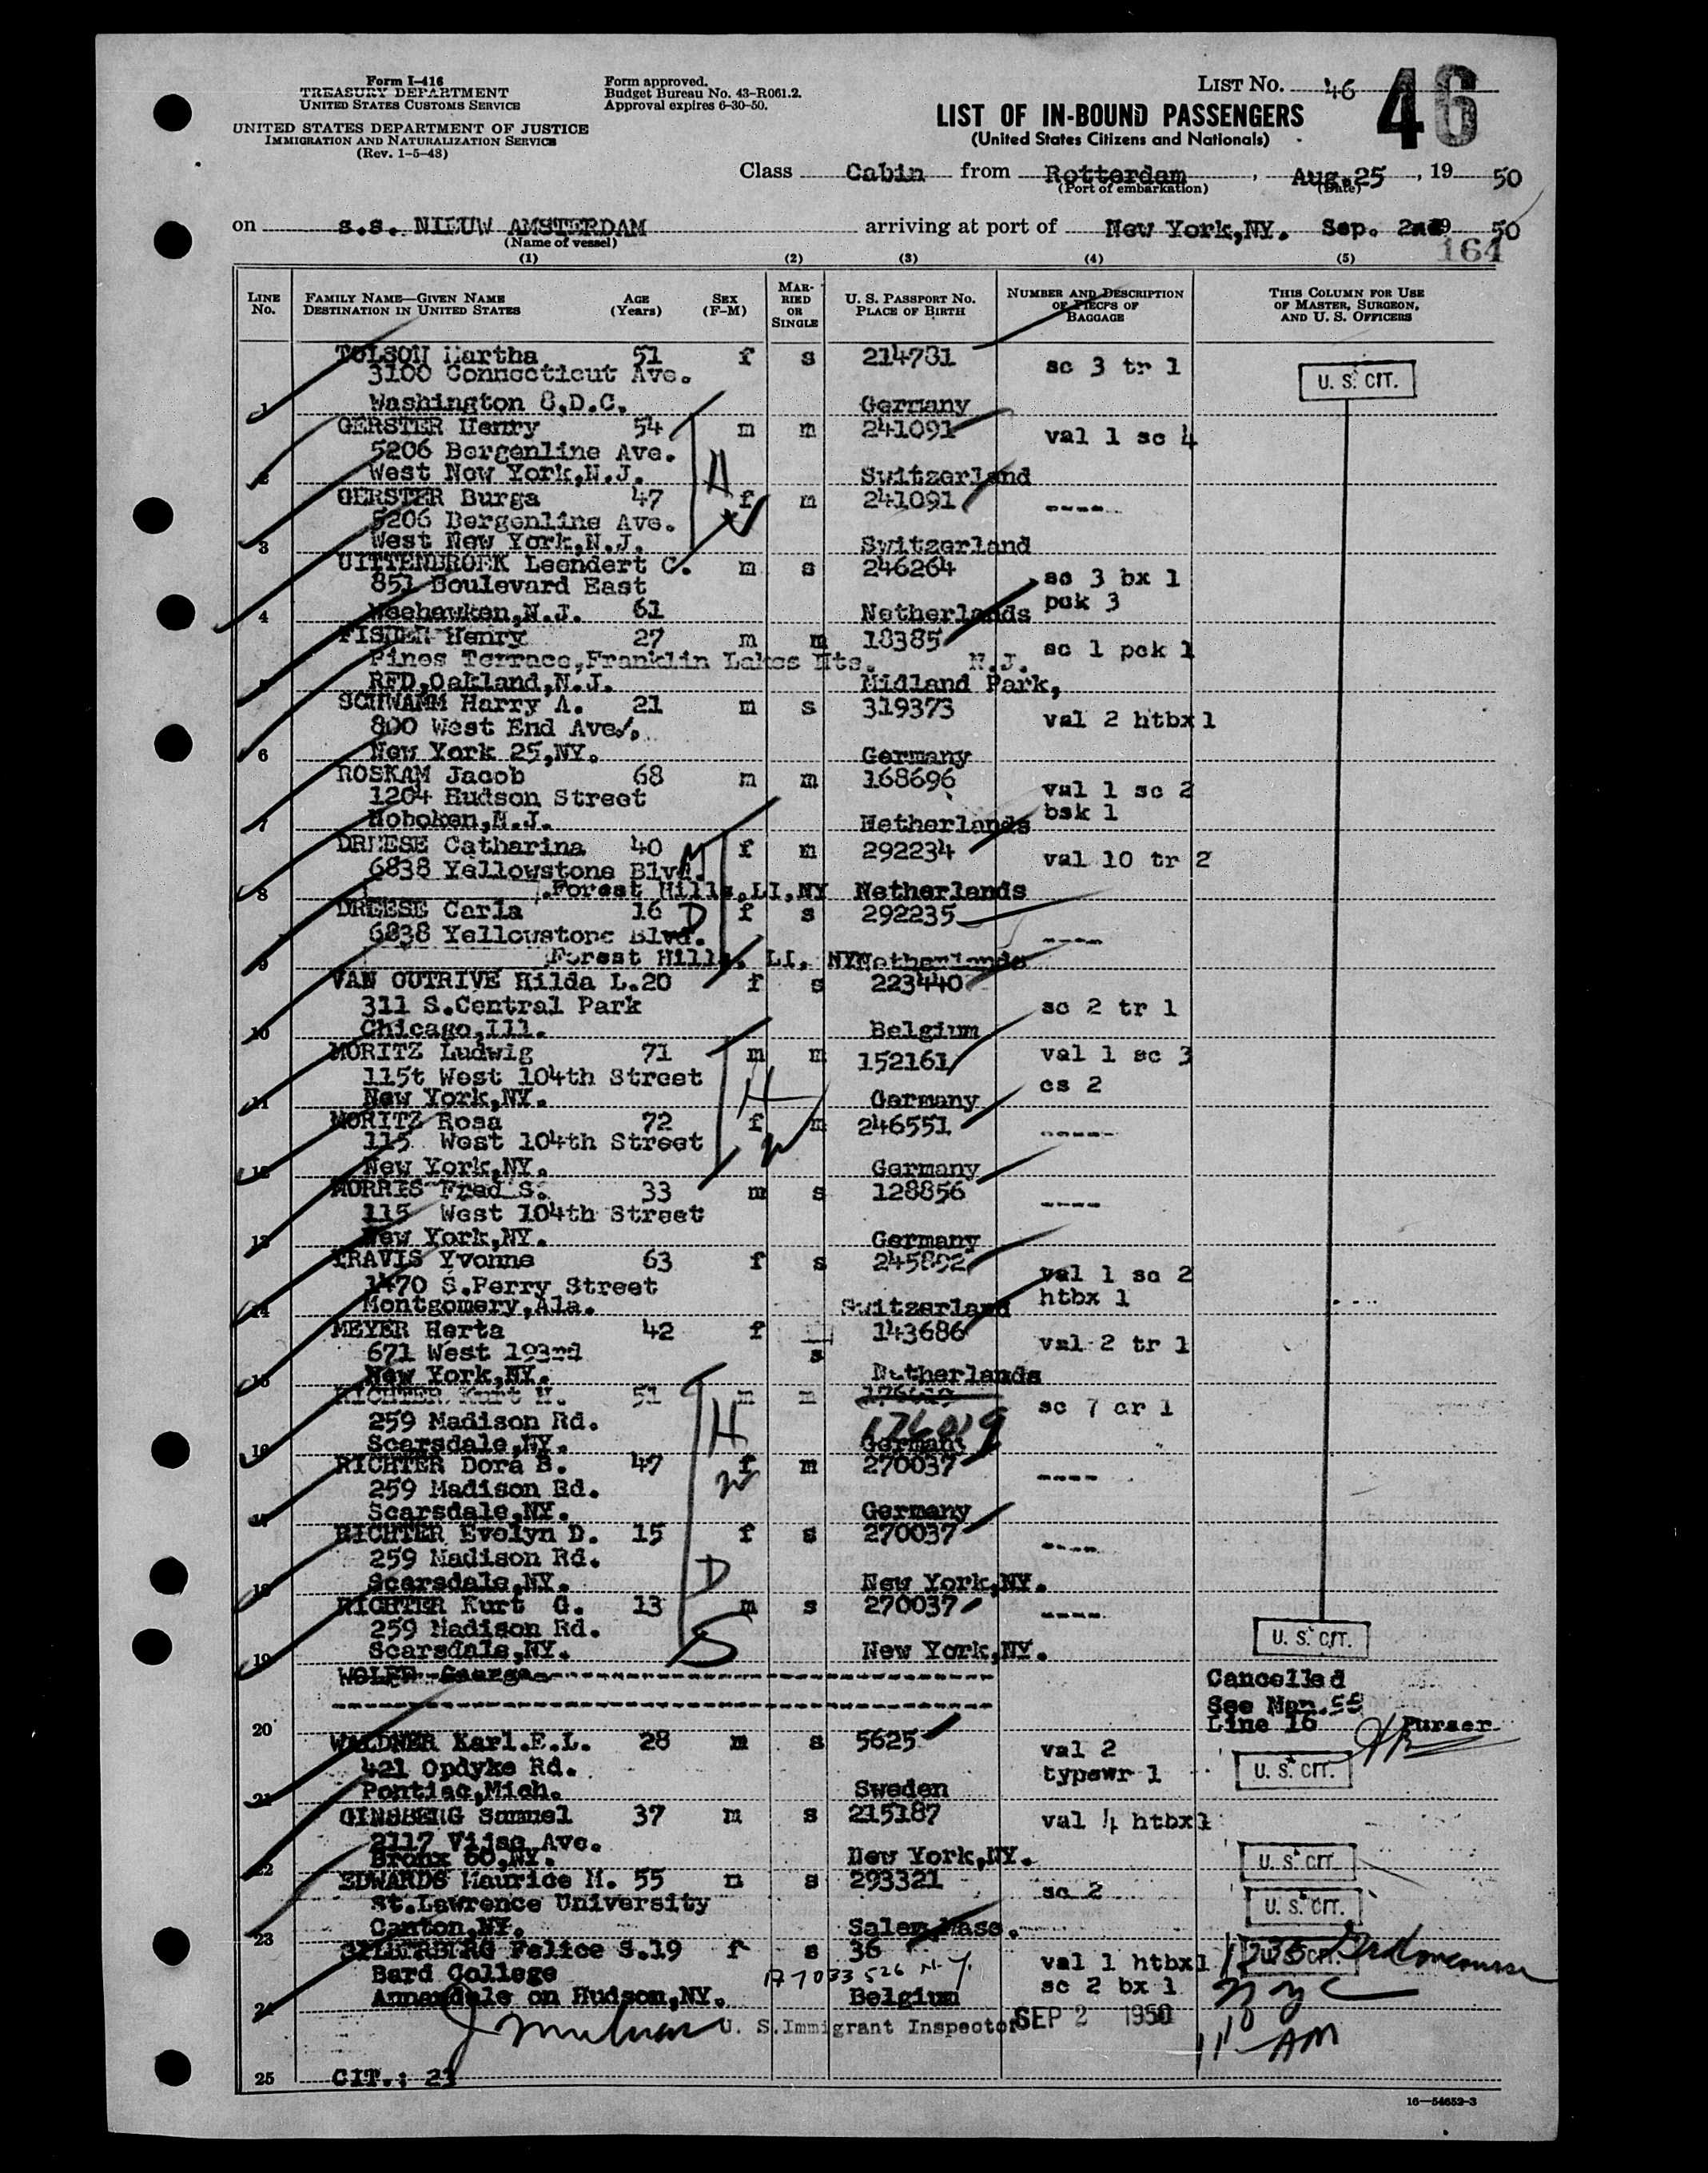 Form I-416
TREASURY DEPARTMENT
UNITED STATES CUSTOMS SERVICE
UNITED STATES DEPARTMENT OF JUSTICE
IMMIGRATION AND NATURALIZATION SERVICE
(Rev. 1-5-48)
Form approved.
Budget Bureau No. 43-R061.2.
Approval expires 6-30-50.
LIST No. 46
46
LIST OF IN-BOUND PASSENGERS
(United States Citizens and Nationals)
Class Cabin from Rotterdam, Aug.25, 19 50
(Port of embarkation) (Date)
on s.s. NIEUW AMSTERDAM arriving at port of New York,NY. Sep. 2nd 19 50
(Name of vessel)
164
(1) (2) (3) (4) (5)
LINE No. FAMILY NAME—GIVEN NAME DESTINATION IN UNITED STATES AGE (Years) SEX (F-M) MARRIED OR SINGLE U. S. PASSPORT NO. PLACE OF BIRTH NUMBER AND DESCRIPTION OF PIECES OF BAGGAGE THIS COLUMN FOR USE OF MASTER, SURGEON, AND U. S. OFFICERS
TOLSON Martha 51 f s 214731 sc 3 tr 1
3100 Connecticut Ave. U. S. CIT.
1 Washington 8,D.C. Germany
GERSTER Henry 54 m m 241091 val 1 sc 4
5206 Bergenline Ave.
2 West New York,N.J. H Switzerland
GERSTER Burga 47 f m 241091 ----
5206 Bergenline Ave. W
3 West New York,N.J. Switzerland
UITTENBROEK Leendert C. m s 246264 sc 3 bx 1
851 Boulevard East pck 3
4 Weehawken,N.J. 61 Netherlands
FISHER Henry 27 m m 18385 sc 1 pck 1
Pines Terrace,Franklin Lakes Hts. N.J.
5 RFD,Oakland,N.J. Midland Park,
SCHWAMM Harry A. 21 m s 319373 val 2 htbx1
800 West End Ave.
6 New York 25,NY. Germany
ROSKAM Jacob 68 m m 168696 val 1 sc 2
1204 Hudson Street bsk 1
7 Hoboken,N.J. Netherlands
DREESE Catharina 40 M f m 292234 val 10 tr 2
6838 Yellowstone Blvd.
8 Forest Hills,LI,NY Netherlands
DREESE Carla 16 D f s 292235 ----
6838 Yellowstone Blvd.
9 Forest Hills, LI, NY Netherlands
VAN OUTRIVE Hilda L.20 f s 223440 sc 2 tr 1
311 S.Central Park
10 Chicago,Ill. Belgium
MORITZ Ludwig 71 m m 152161 val 1 sc 3
115t West 104th Street H cs 2
11 New York,NY. Germany
MORITZ Rosa 72 f m 246551 -----
115 West 104th Street W
12 New York,NY. Germany
MORRIS Fred S. 33 m s 128856 ----
115 West 104th Street
13 New York,NY. Germany
TRAVIS Yvonne 63 f s 245892 val 1 sc 2
1470 S.Perry Street htbx 1
14 Montgomery,Ala. Switzerland
MEYER Herta 42 f s 143686 val 2 tr 1
671 West 193rd
15 New York,NY. Netherlands
RICHTER Kurt H. 51 m m 176019 sc 7 cr 1
259 Madison Rd. H 176019
16 Scarsdale,NY. Germany
RICHTER Dora B. 47 f m 270037 ----
259 Madison Rd. W
17 Scarsdale,NY. Germany
RICHTER Evelyn D. 15 f s 270037 ----
259 Madison Rd. D
18 Scarsdale,NY. New York,NY.
RICHTER Kurt G. 13 m s 270037 ----
259 Madison Rd. S U. S. CIT.
19 Scarsdale,NY. New York,NY.
WOLFF George Cancelled
See Man.55
20 Line 16 Purser
WALDNER Karl.E.L. 28 m s 5625 val 2
421 Opdyke Rd. typewr 1 U. S. CIT.
21 Pontiac,Mich. Sweden
GINSBERG Samuel 37 m s 215187 val 4 htbx1
2117 Vijse Ave.
22 Bronx 60,NY. New York,NY. U. S. CIT.
EDWARDS Maurice M. 55 m s 293321 sc 2
St.Lawrence University U. S. CIT.
23 Canton,NY. Salem,Mass.
Felice S.19 f s 36 val 1 htbx1 U. S. CIT.
Bard College A7033526 N.Y. sc 2 bx 1
24 Annandale on Hudson,NY. Belgium NYC
U. S. Immigrant Inspector SEP 2 1950
11 10 AM
25 CIT.: 23
16—54652-3